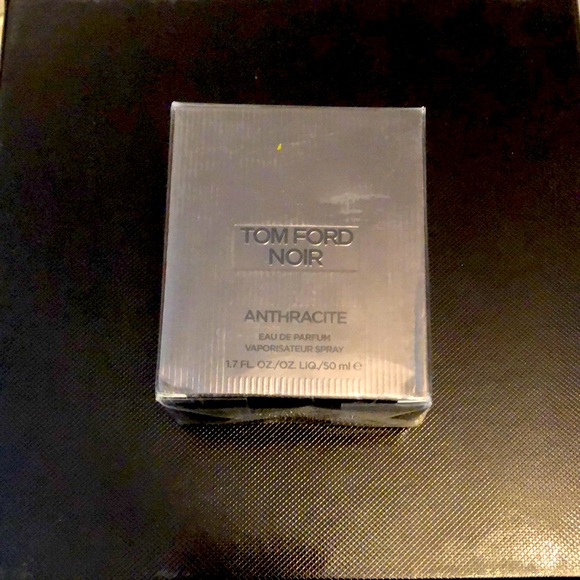 TOM FORD
NOIR
ANTHRACITE
EAU DE PARFUM
VAPORISATEUR SPRAY
1.7 FL. OZ./OZ. LIQ./50 ml ℮